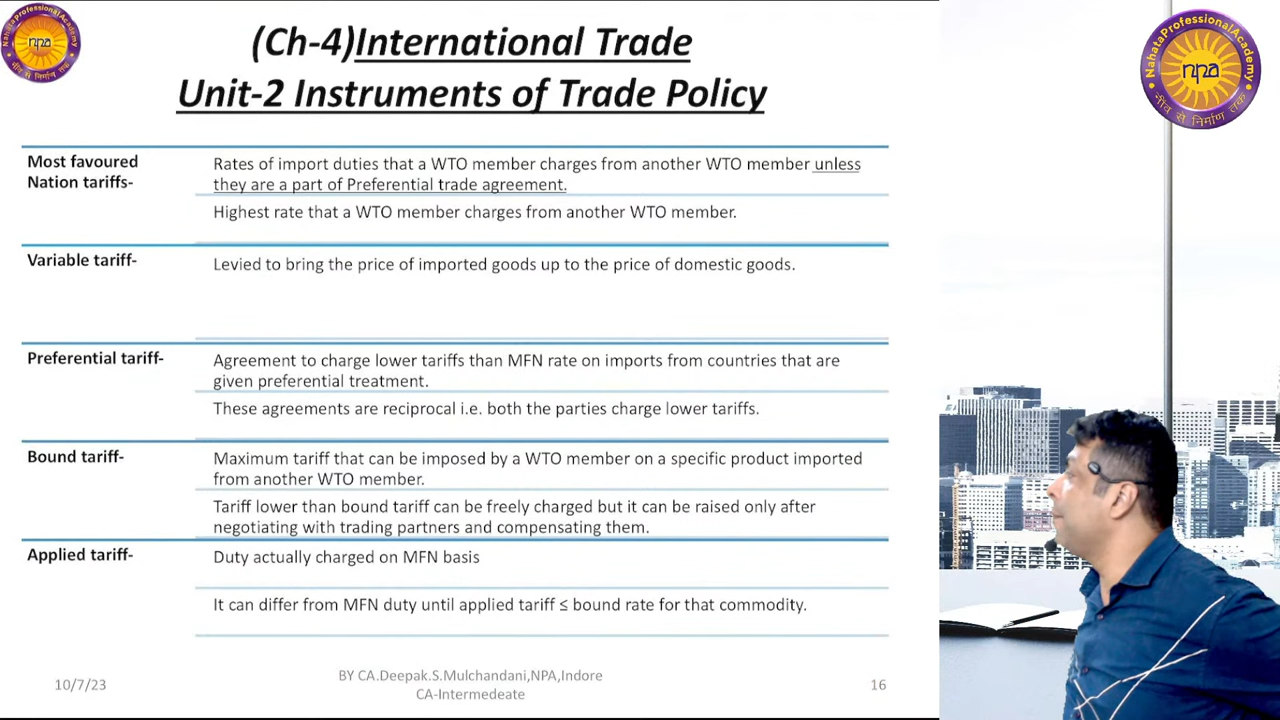 (Ch-4)International Trade
Unit-2 Instruments of Trade Policy
NahataProfessionalAcademy
npa
नींव से निर्माण तक
NahataProfessionalAcademy
npa
नींव से निर्माण तक
Most favoured
Nation tariffs-
Rates of import duties that a WTO member charges from another WTO member unless
they are a part of Preferential trade agreement.
Highest rate that a WTO member charges from another WTO member.
Variable tariff-
Levied to bring the price of imported goods up to the price of domestic goods.
Preferential tariff-
Agreement to charge lower tariffs than MFN rate on imports from countries that are
given preferential treatment.
These agreements are reciprocal i.e. both the parties charge lower tariffs.
Bound tariff-
Maximum tariff that can be imposed by a WTO member on a specific product imported
from another WTO member.
Tariff lower than bound tariff can be freely charged but it can be raised only after
negotiating with trading partners and compensating them.
Applied tariff-
Duty actually charged on MFN basis
It can differ from MFN duty until applied tariff ≤ bound rate for that commodity.
10/7/23
BY CA.Deepak.S.Mulchandani,NPA,Indore
CA-Intermedeate
16